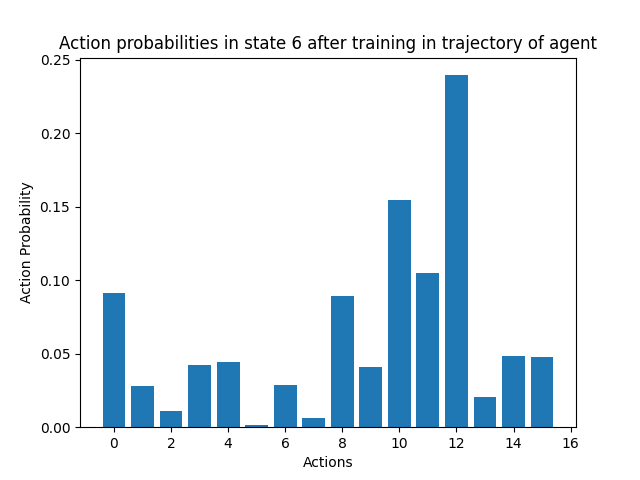 Action probabilities in state 6 after training in trajectory of agent
0.25
0.20
0.15
0.10
0.05
0.00
Action Probability
0 2 4 6 8 10 12 14 16
Actions